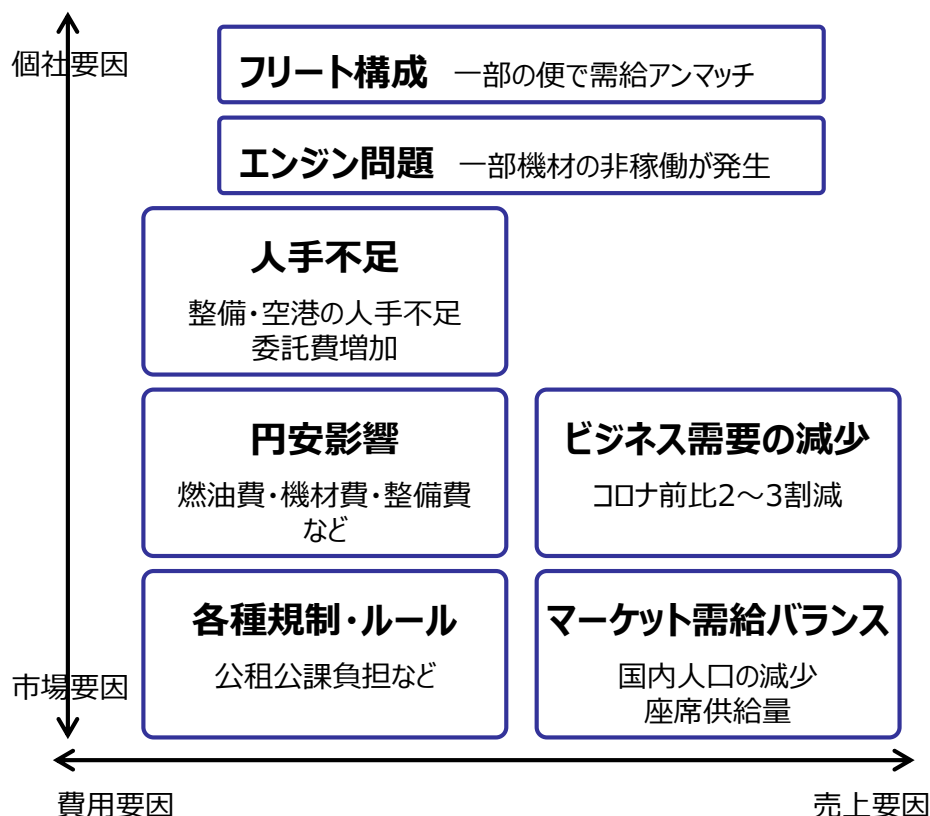 個社要因
フリート構成 一部の便で需給アンマッチ
エンジン問題 一部機材の非稼働が発生
人手不足
整備・空港の人手不足
委託費増加
円安影響
燃油費・機材費・整備費
など
ビジネス需要の減少
コロナ前比2～3割減
各種規制・ルール
公租公課負担など
マーケット需給バランス
国内人口の減少
座席供給量
市場要因
費用要因
売上要因